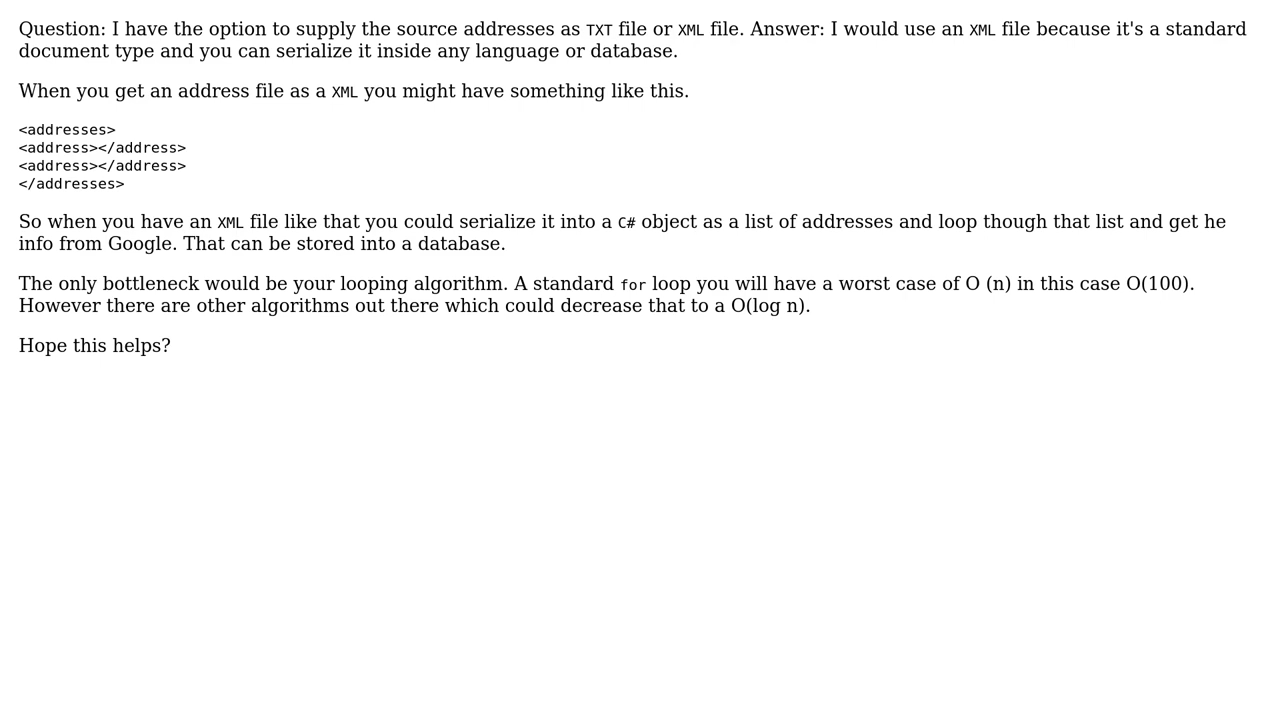 Question: I have the option to supply the source addresses as TXT file or XML file. Answer: I would use an XML file because it's a standard
document type and you can serialize it inside any language or database.
When you get an address file as a XML you might have something like this.
<addresses>
<address></address>
<address></address>
</addresses>
So when you have an XML file like that you could serialize it into a C# object as a list of addresses and loop though that list and get he
info from Google. That can be stored into a database.
The only bottleneck would be your looping algorithm. A standard for loop you will have a worst case of O (n) in this case O(100).
However there are other algorithms out there which could decrease that to a O(log n).
Hope this helps?